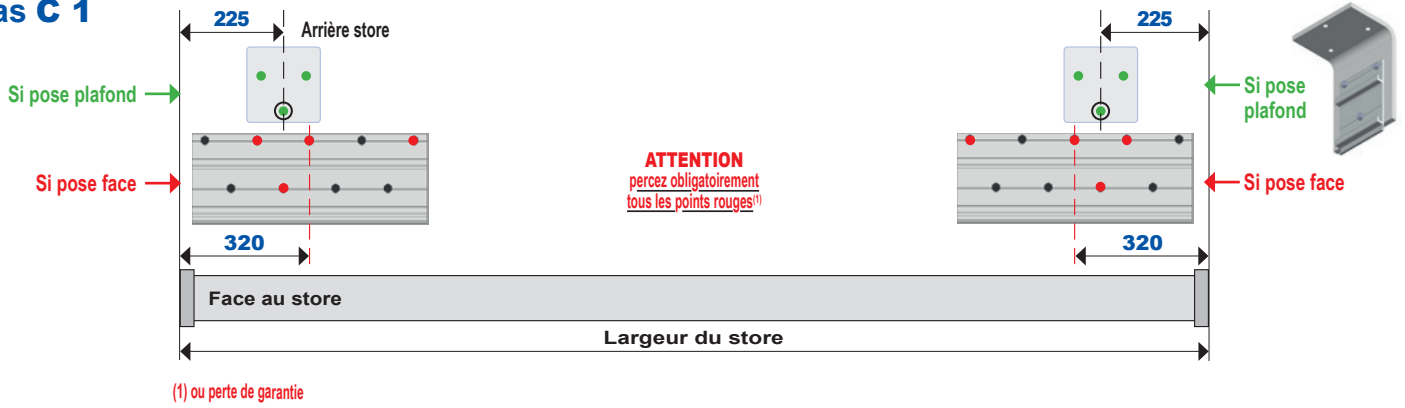 as C 1
225
Arrière store
225
Si pose plafond
Si pose
plafond
Si pose face
ATTENTION
percez obligatoirement
tous les points rouges(1)
Si pose face
320
320
Face au store
Largeur du store
(1) ou perte de garantie